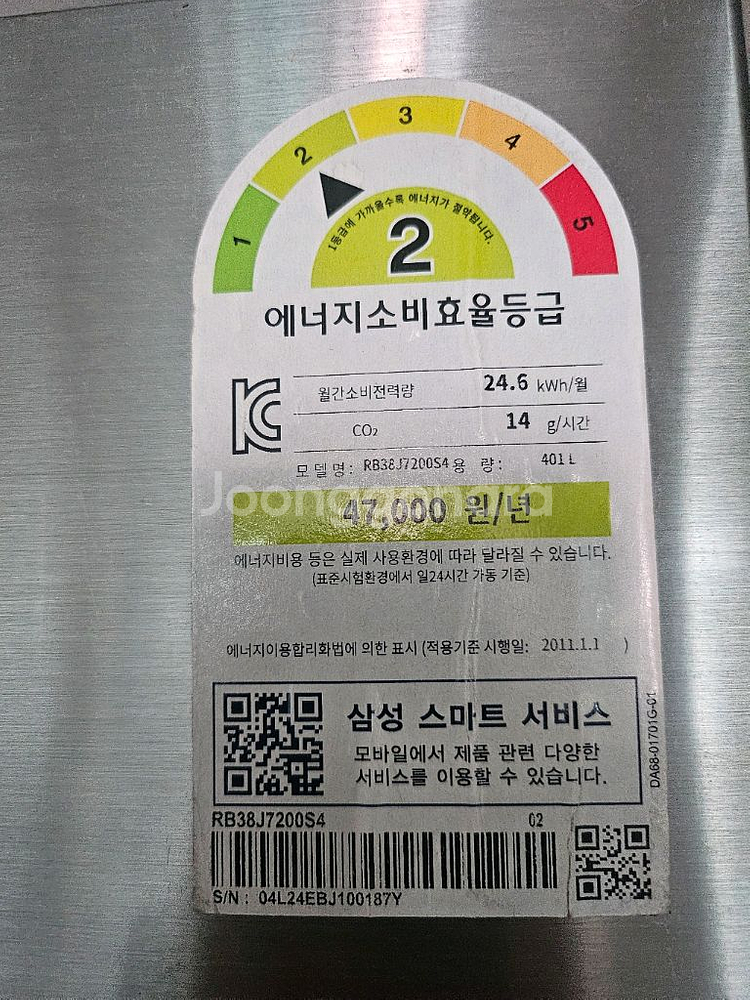 1
2
3
4
5
1등급에 가까울수록 에너지가 절약됩니다.
2
에너지소비효율등급
월간소비전력량 24.6 kWh/월
CO₂ 14 g/시간
모델명: RB38J7200S4 용 량: 401 L
Joonggonara
47,000 원/년
에너지비용 등은 실제 사용환경에 따라 달라질 수 있습니다.
(표준시험환경에서 일24시간 가동 기준)
에너지이용합리화법에 의한 표시 (적용기준 시행일: 2011.1.1 )
삼성 스마트 서비스
모바일에서 제품 관련 다양한
서비스를 이용할 수 있습니다.
DA68-01701G-01
RB38J7200S4 02
S/N : 04L24EBJ100187Y